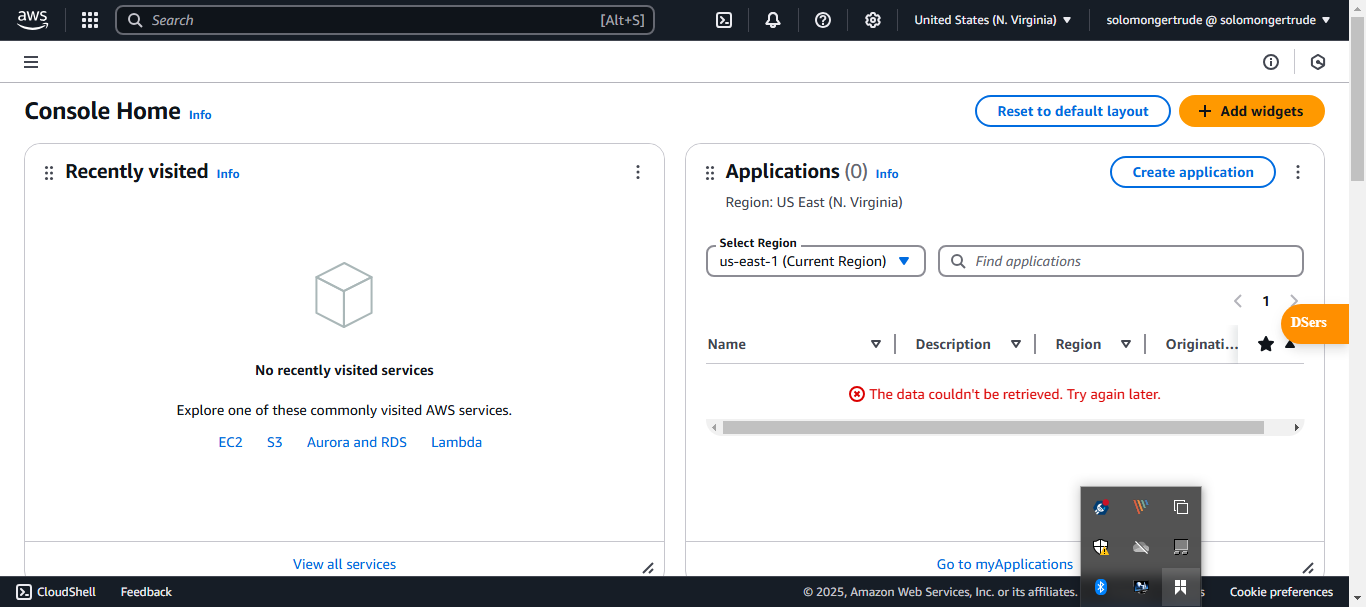 aws
Search [Alt+S]
United States (N. Virginia)
solomongertrude @ solomongertrude
Console Home Info
Reset to default layout
Add widgets
Recently visited Info
No recently visited services
Explore one of these commonly visited AWS services.
EC2 S3 Aurora and RDS Lambda
View all services
Applications (0) Info
Create application
Region: US East (N. Virginia)
Select Region
us-east-1 (Current Region)
Find applications
1
DSers
Name Description Region Originati...
The data couldn't be retrieved. Try again later.
Go to myApplications
CloudShell Feedback © 2025, Amazon Web Services, Inc. or its affiliates. Cookie preferences